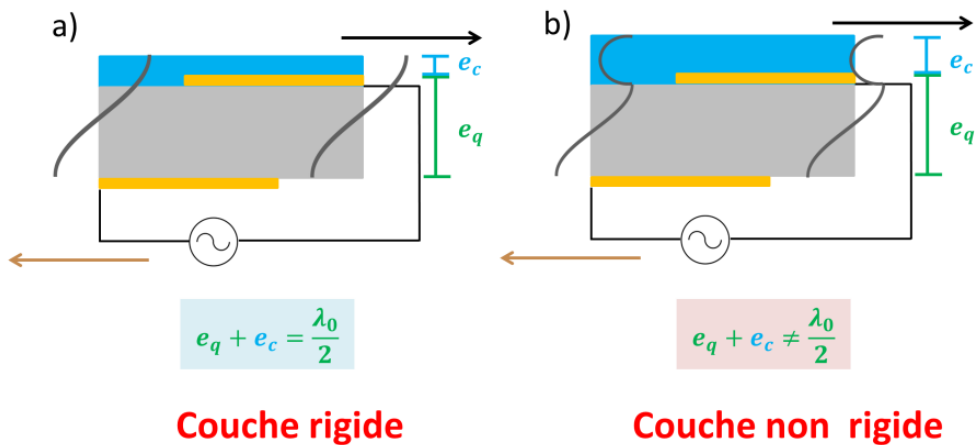 a)
e_c
e_q
e_q + e_c = λ_0/2
Couche rigide
b)
e_c
e_q
e_q + e_c ≠ λ_0/2
Couche non rigide